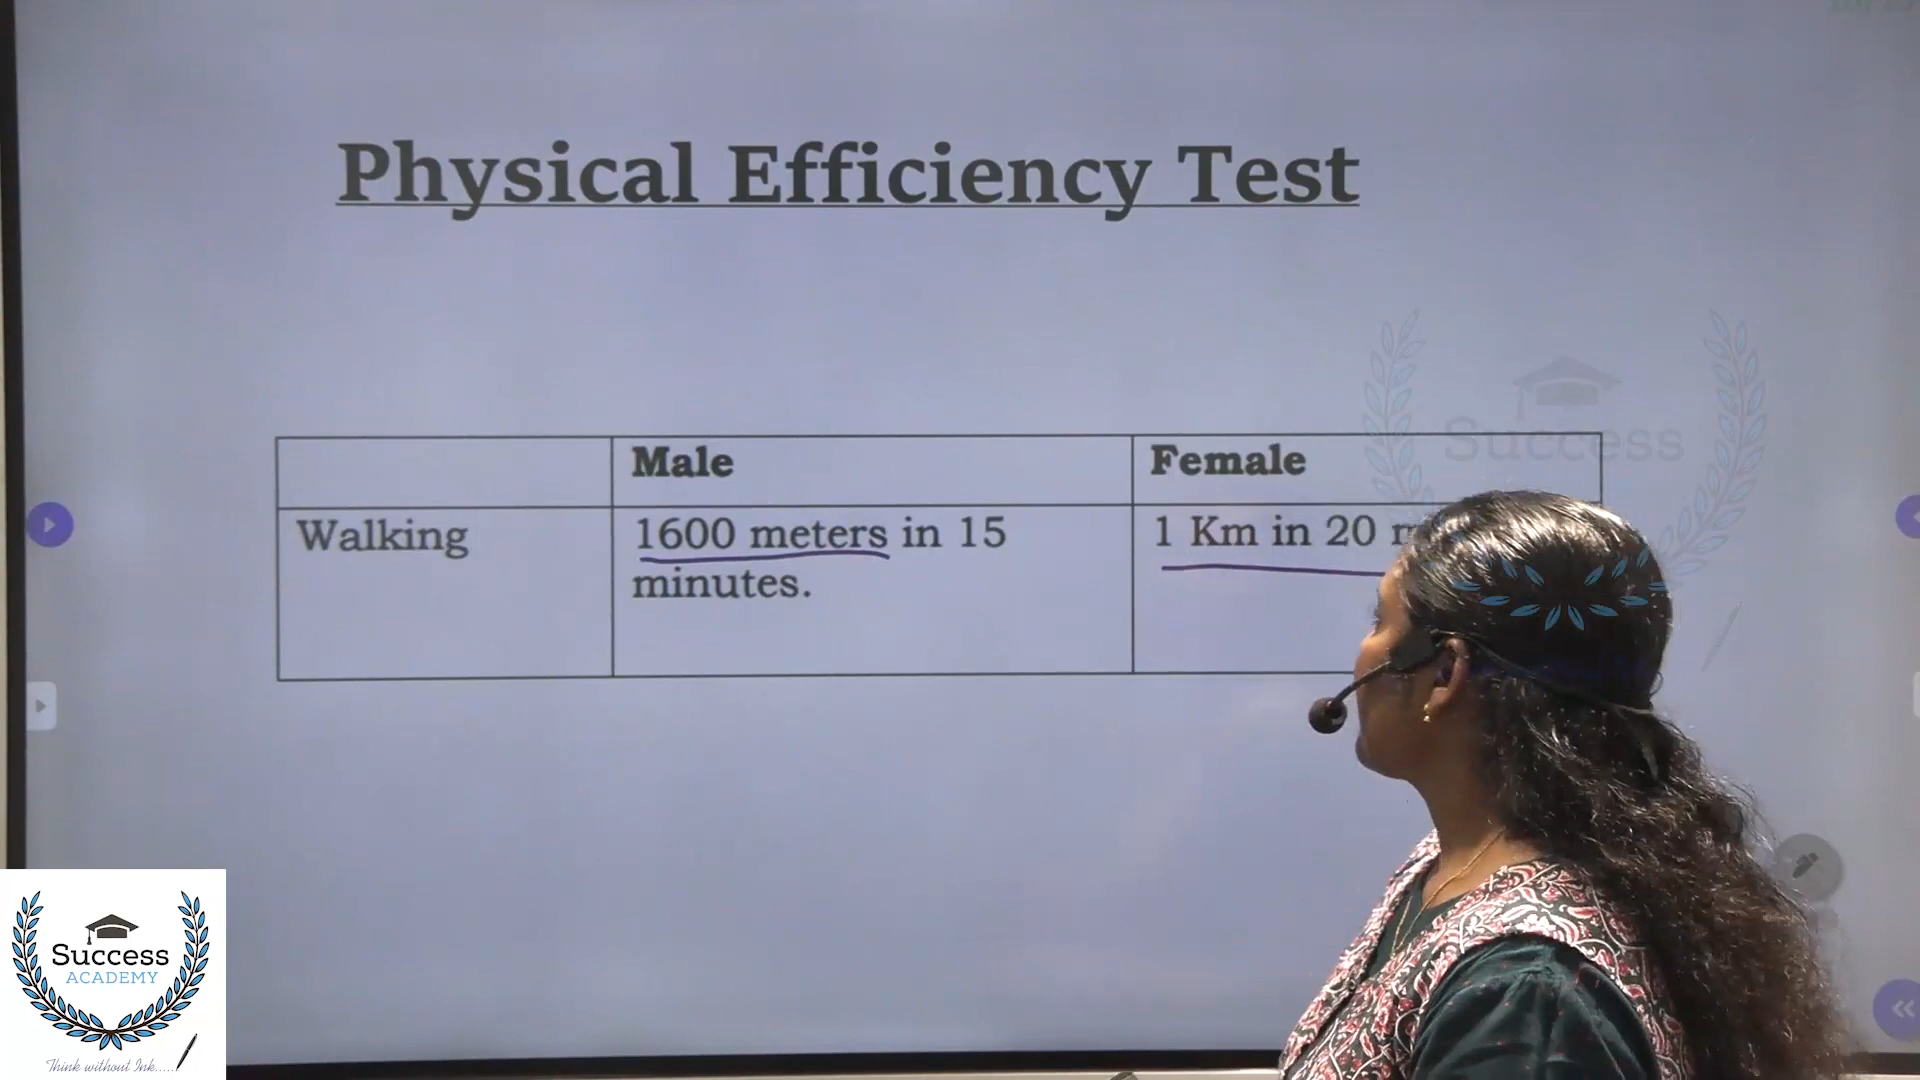 Physical Efficiency Test
Male
Female
Walking
1600 meters in 15
minutes.
1 Km in 20
Success
Success
ACADEMY
Think without Ink.....